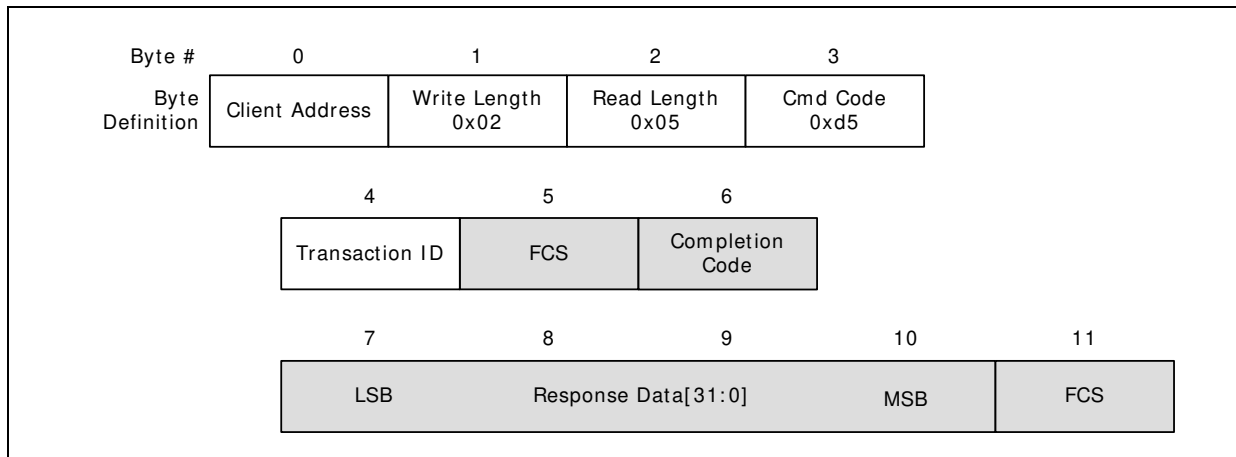 Byte # 0 1 2 3
Byte Definition
Client Address
Write Length
0x02
Read Length
0x05
Cmd Code
0xd5
4 5 6
Transaction ID
FCS
Completion
Code
7 8 9 10 11
LSB Response Data[31:0] MSB FCS